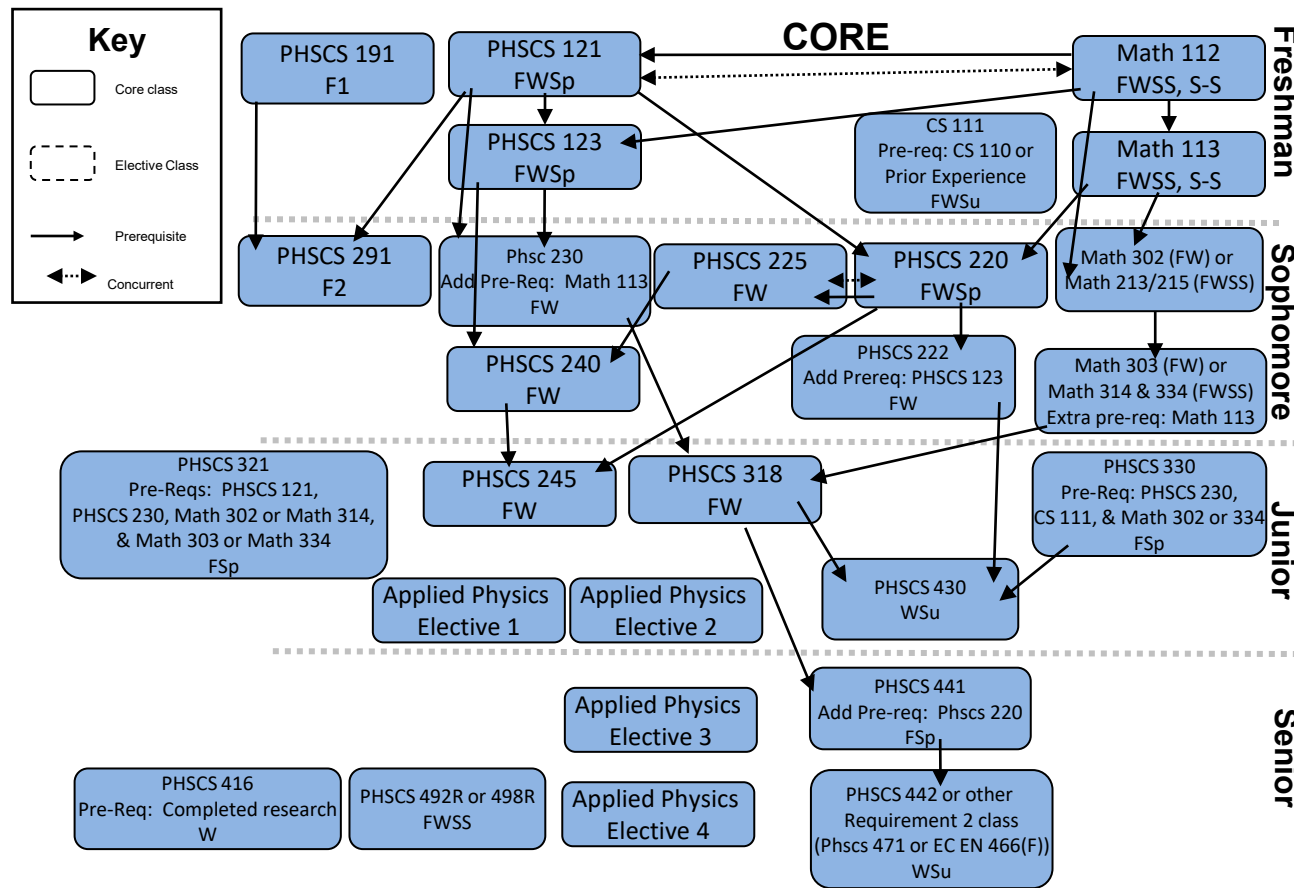 Key
Core class
Elective Class
Prerequisite
Concurrent
CORE
Freshman
PHSCS 191
F1
PHSCS 121
FWSp
Math 112
FWSS, S-S
PHSCS 123
FWSp
CS 111
Pre-req: CS 110 or
Prior Experience
FWSu
Math 113
FWSS, S-S
Sophomore
PHSCS 291
F2
Phsc 230
Add Pre-Req:  Math 113
FW
PHSCS 225
FW
PHSCS 220
FWSp
Math 302 (FW) or
Math 213/215 (FWSS)
PHSCS 240
FW
PHSCS 222
Add Prereq: PHSCS 123
FW
Math 303 (FW) or
Math 314 & 334 (FWSS)
Extra pre-req: Math 113
Junior
PHSCS 321
Pre-Reqs:  PHSCS 121,
PHSCS 230, Math 302 or Math 314,
& Math 303 or Math 334
FSp
PHSCS 245
FW
PHSCS 318
FW
PHSCS 330
Pre-Req: PHSCS 230,
CS 111, & Math 302 or 334
FSp
Applied Physics
Elective 1
Applied Physics
Elective 2
PHSCS 430
WSu
Senior
Applied Physics
Elective 3
PHSCS 441
Add Pre-req:  Phscs 220
FSp
PHSCS 416
Pre-Req:  Completed research
W
PHSCS 492R or 498R
FWSS
Applied Physics
Elective 4
PHSCS 442 or other
Requirement 2 class
(Phscs 471 or EC EN 466(F))
WSu